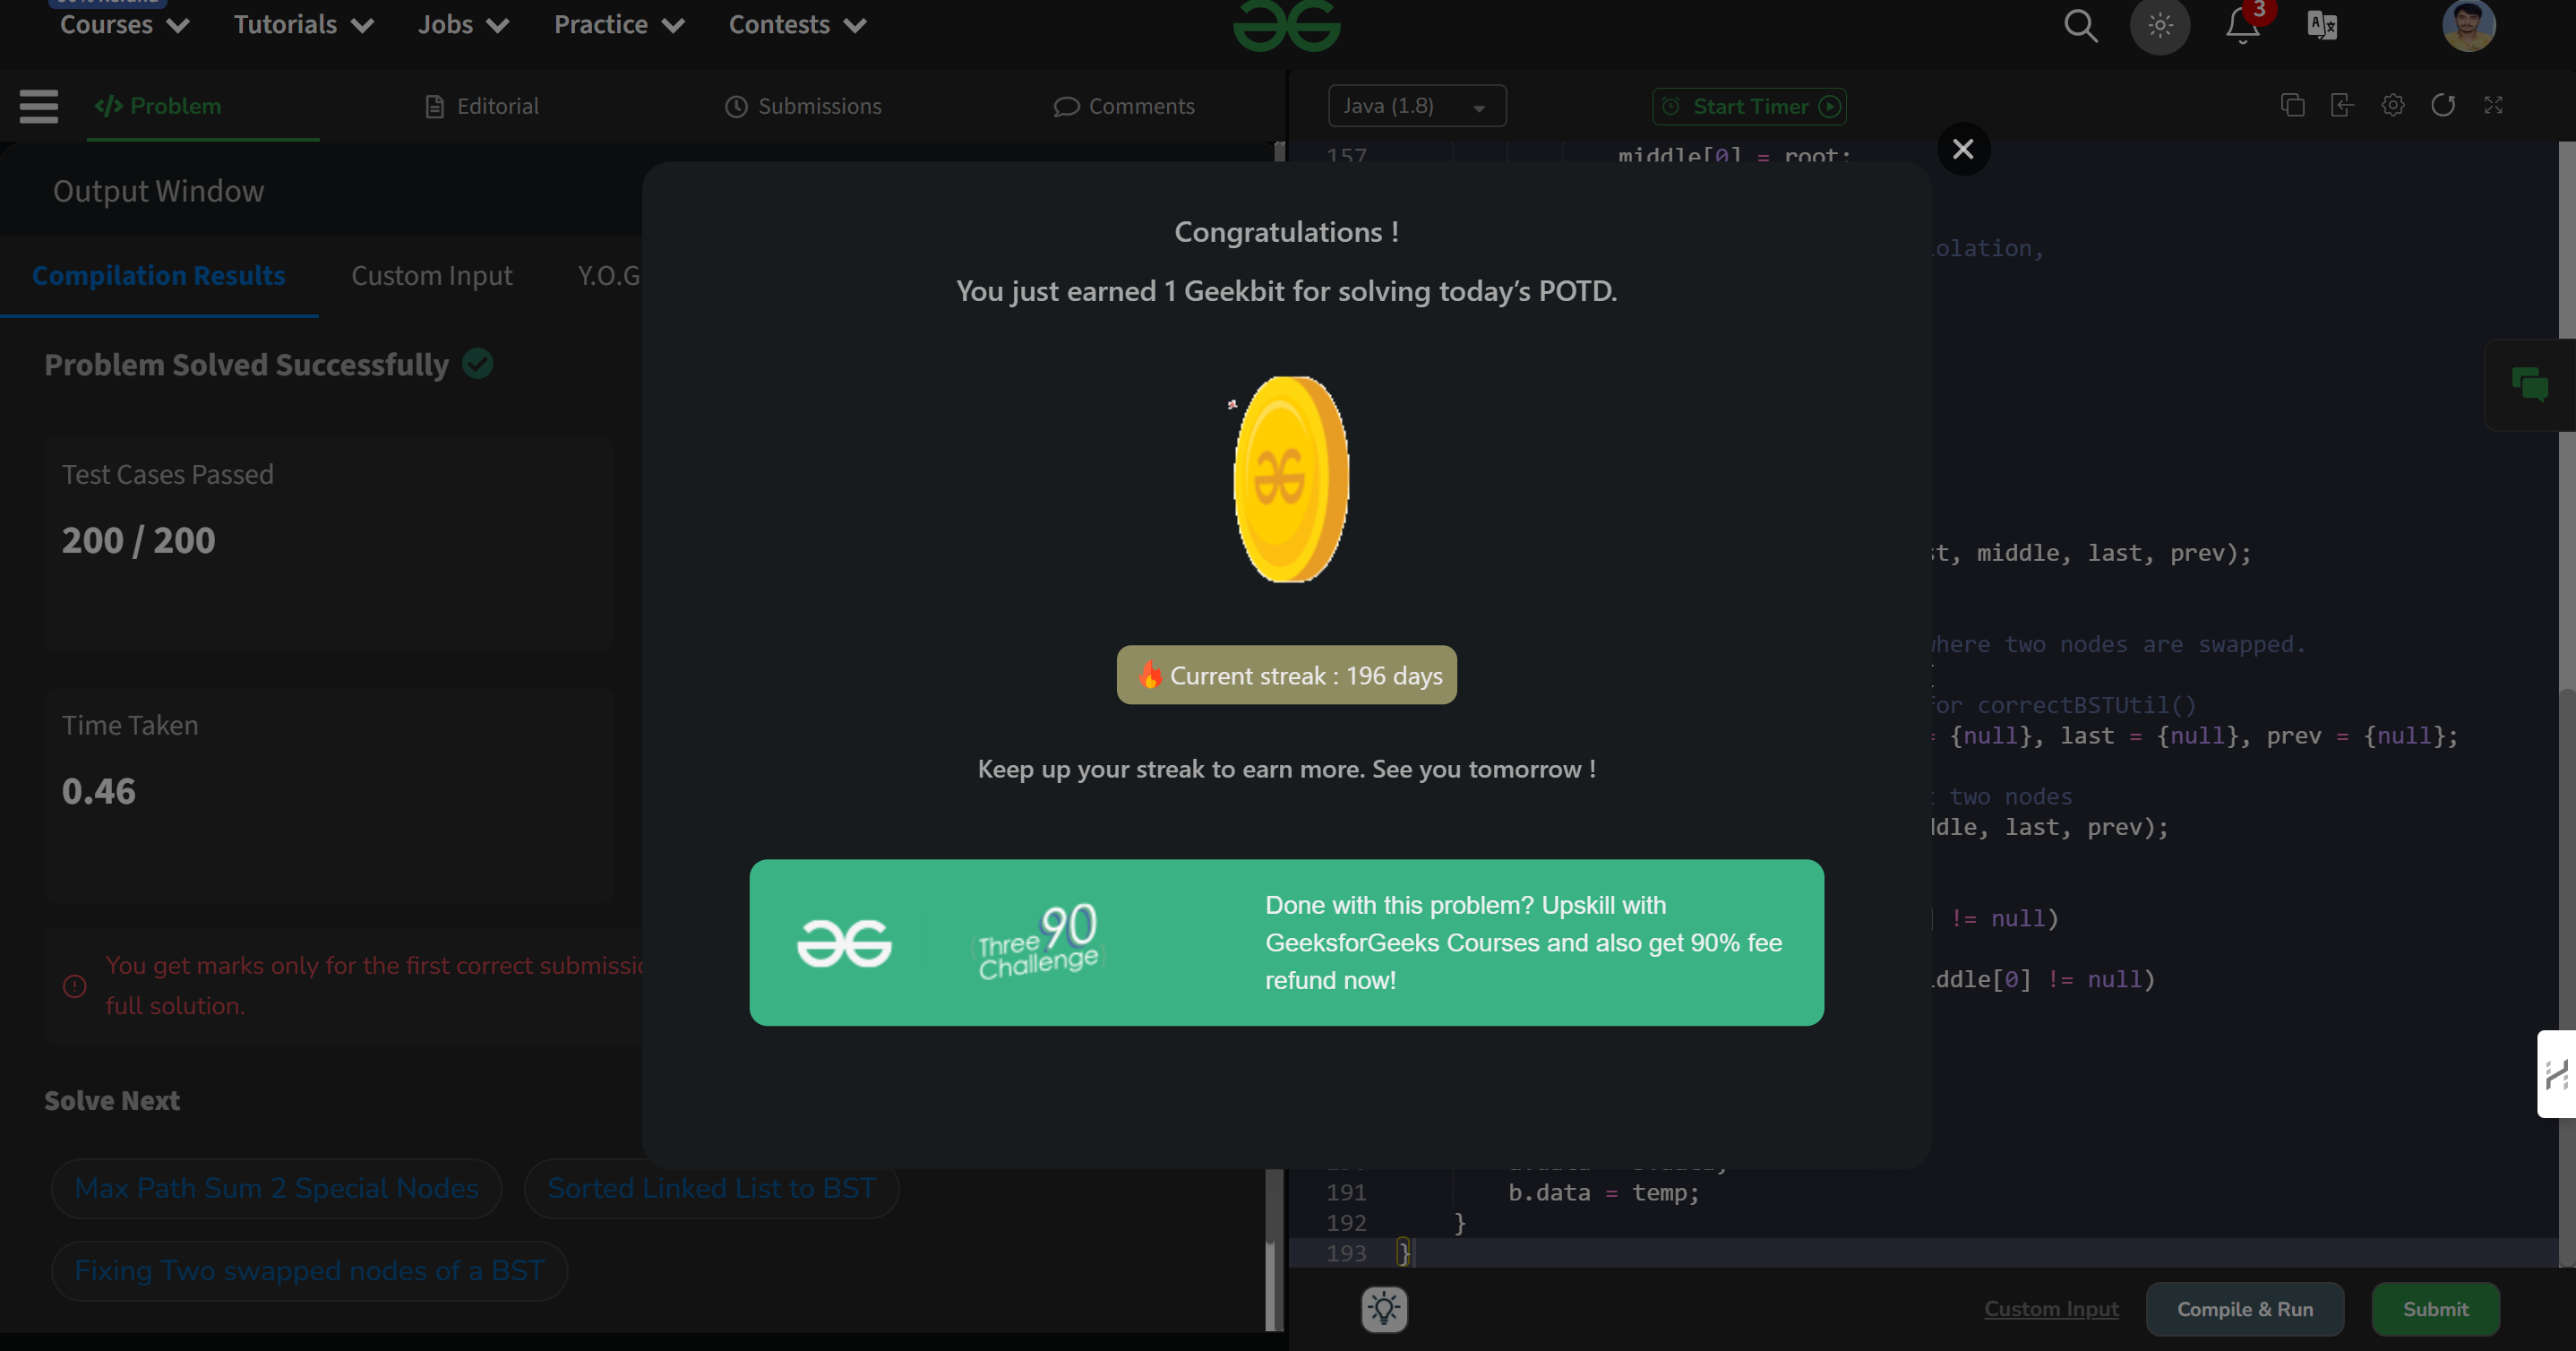 Courses
Tutorials
Jobs
Practice
Contests
3
Problem
Editorial
Submissions
Comments
Java (1.8)
Start Timer
Output Window
Compilation Results
Custom Input
Y.O.G
Problem Solved Successfully
Test Cases Passed
200 / 200
Time Taken
0.46
You get marks only for the first correct
full solution.
Solve Next
Max Path Sum 2 Special Nodes
Sorted Linked List to BST
Fixing Two swapped nodes of a BST
Congratulations !
You just earned 1 Geekbit for solving today's POTD.
Current streak : 196 days
Keep up your streak to earn more. See you tomorrow !
Three 90
Challenge
Done with this problem? Upskill with
GeeksforGeeks Courses and also get 90% fee
refund now!
157 middle[0] = root;
olation,
st, middle, last, prev);
where two nodes are swapped.
for correctBSTUtil()
= {null}, last = {null}, prev = {null};
two nodes
ddle, last, prev);
!= null)
ddle[0] != null)
191 b.data = temp;
192 }
193 }
Custom Input
Compile & Run
Submit